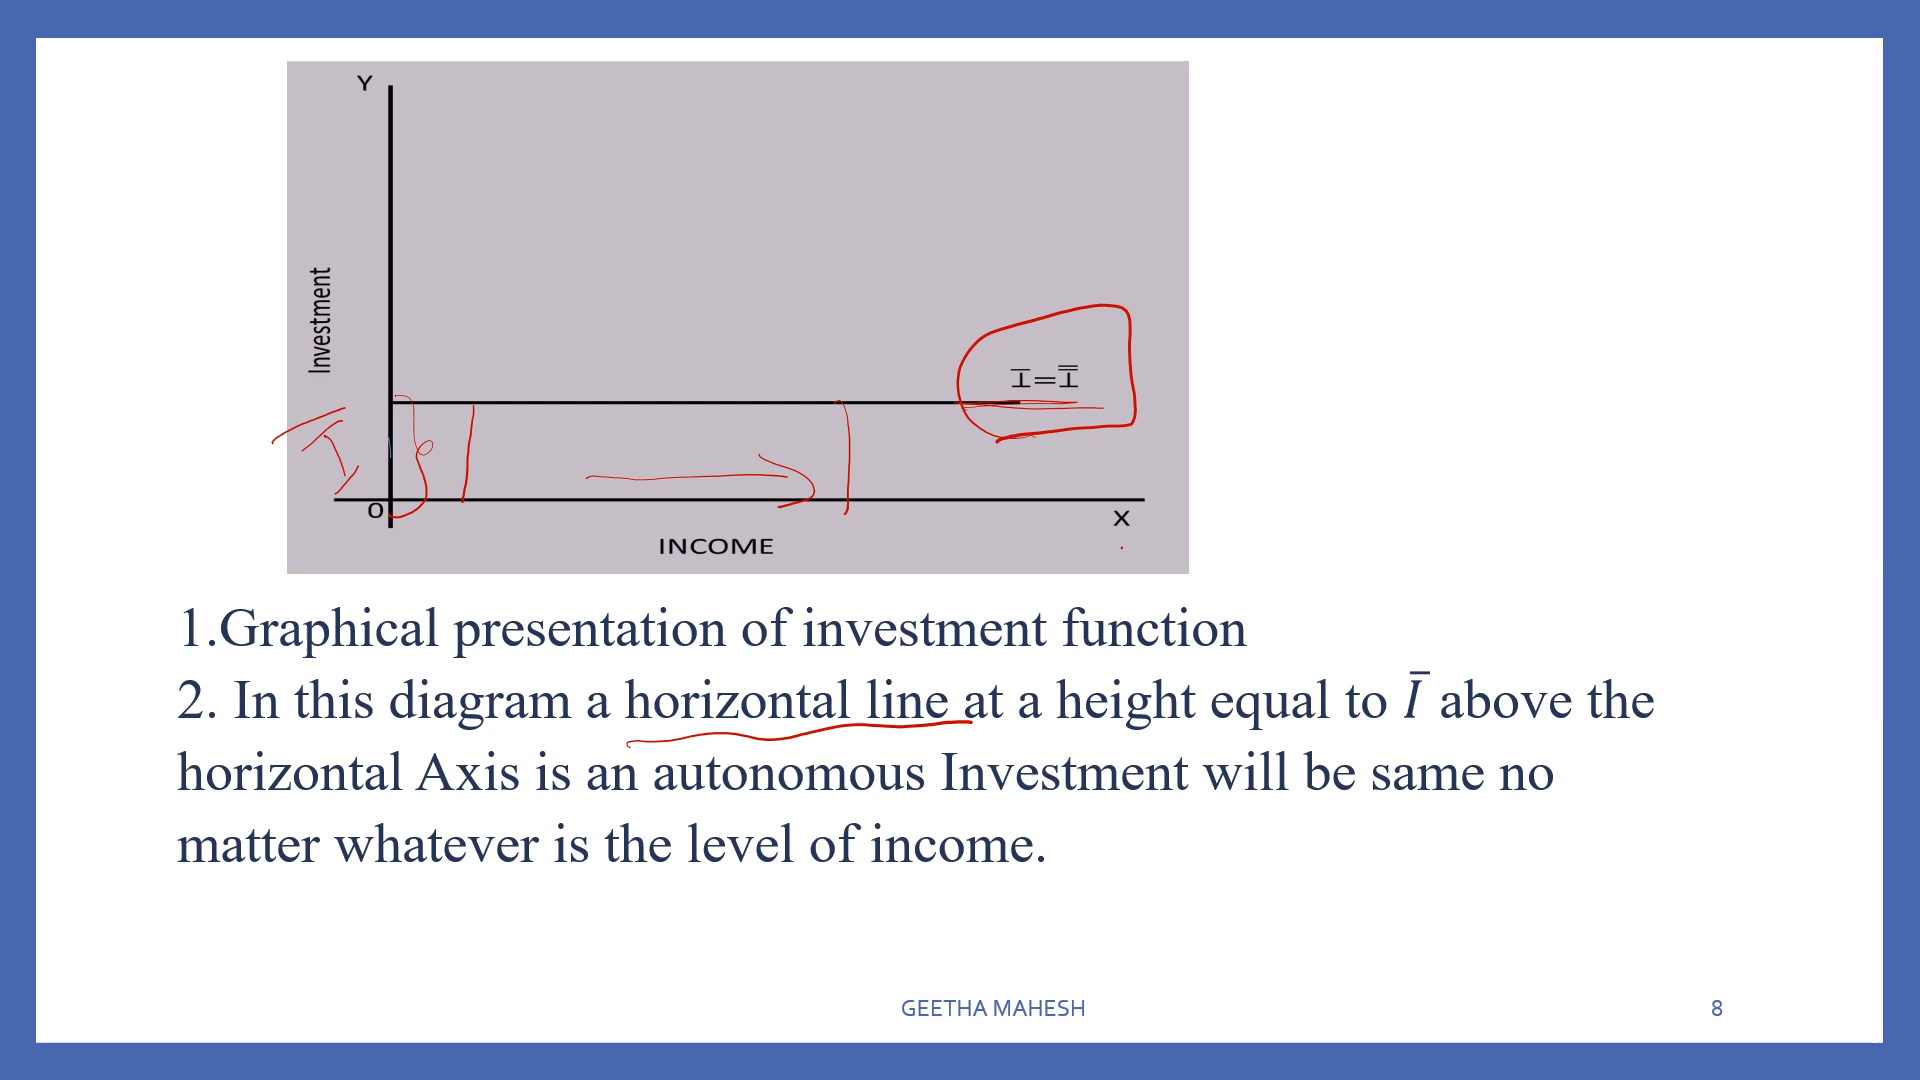 Y
Investment
I̅=I̿
O
X
INCOME
I̅
1.Graphical presentation of investment function
2. In this diagram a horizontal line at a height equal to I̅ above the
horizontal Axis is an autonomous Investment will be same no
matter whatever is the level of income.
GEETHA MAHESH
8